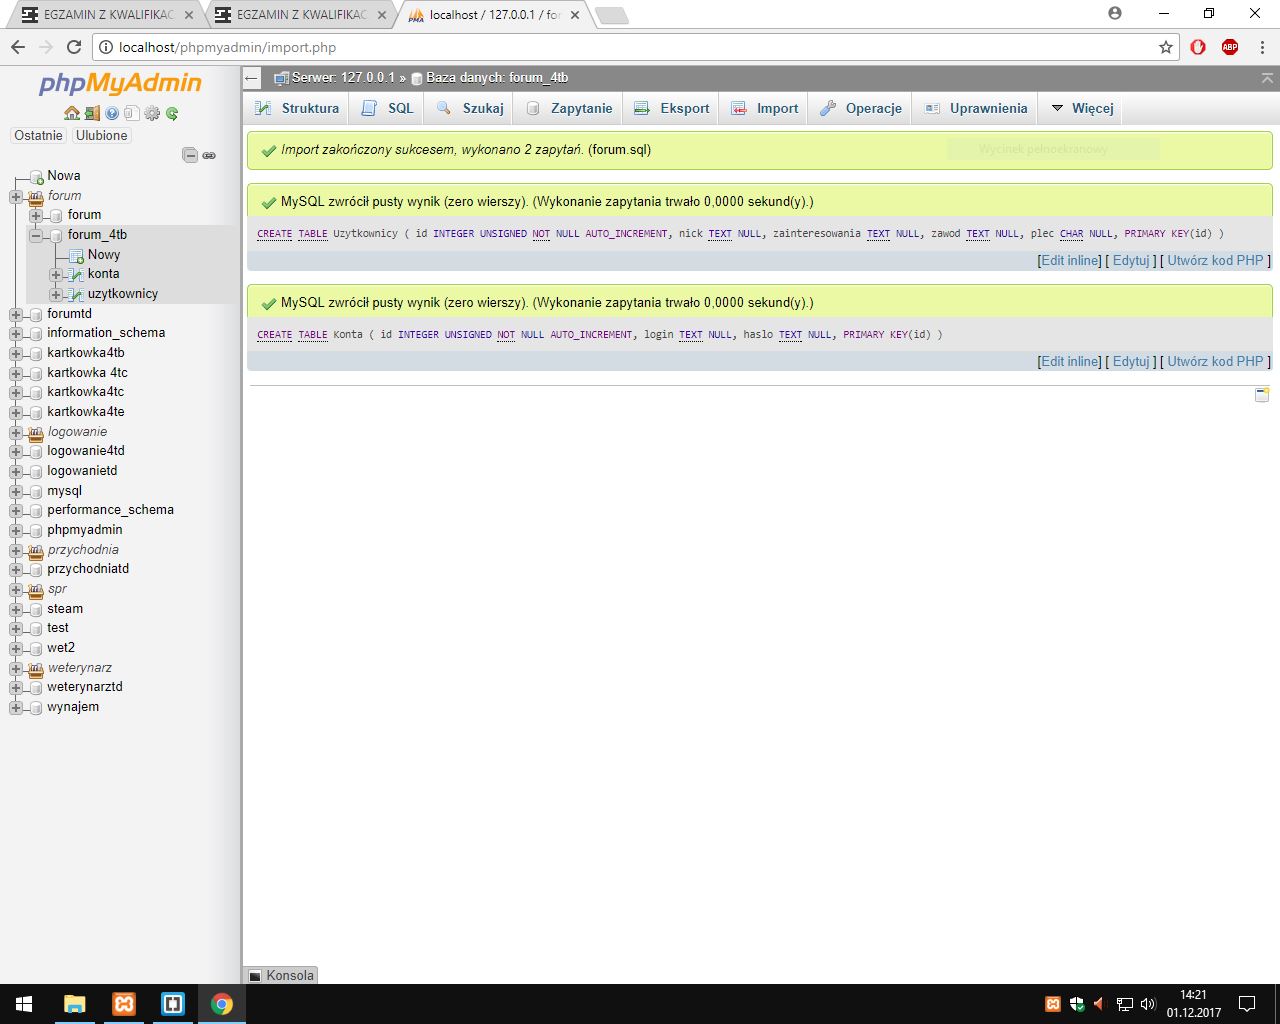 EGZAMIN Z KWALIFIKAC
EGZAMIN Z KWALIFIKAC
localhost / 127.0.0.1 / for
localhost/phpmyadmin/import.php
ABP
phpMyAdmin
Ostatnie Ulubione
Nowa
forum
forum
forum_4tb
Nowy
konta
uzytkownicy
forumtd
information_schema
kartkowka4tb
kartkowka 4tc
kartkowka4tc
kartkowka4te
logowanie
logowanie4td
logowanietd
mysql
performance_schema
phpmyadmin
przychodnia
przychodniatd
spr
steam
test
wet2
weterynarz
weterynarztd
wynajem
Serwer: 127.0.0.1 » Baza danych: forum_4tb
Struktura SQL Szukaj Zapytanie Eksport Import Operacje Uprawnienia Więcej
Import zakończony sukcesem, wykonano 2 zapytań. (forum.sql)
Wycinek pełnoekranowy
MySQL zwrócił pusty wynik (zero wierszy). (Wykonanie zapytania trwało 0,0000 sekund(y).)
CREATE TABLE Uzytkownicy ( id INTEGER UNSIGNED NOT NULL AUTO_INCREMENT, nick TEXT NULL, zainteresowania TEXT NULL, zawod TEXT NULL, plec CHAR NULL, PRIMARY KEY(id) )
[Edit inline] [ Edytuj ] [ Utwórz kod PHP ]
MySQL zwrócił pusty wynik (zero wierszy). (Wykonanie zapytania trwało 0,0000 sekund(y).)
CREATE TABLE Konta ( id INTEGER UNSIGNED NOT NULL AUTO_INCREMENT, login TEXT NULL, haslo TEXT NULL, PRIMARY KEY(id) )
[Edit inline] [ Edytuj ] [ Utwórz kod PHP ]
Konsola
14:21
01.12.2017